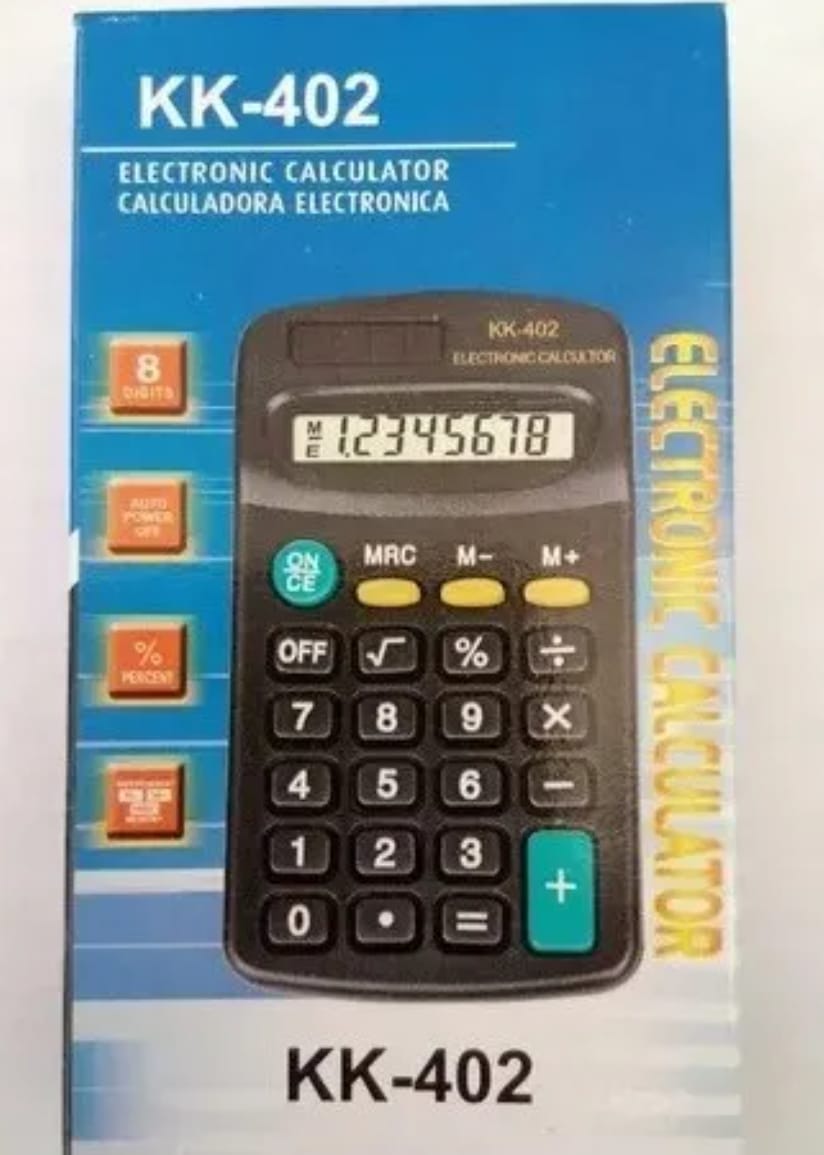 KK-402
ELECTRONIC CALCULATOR
CALCULADORA ELECTRONICA
8
DIGITS
AUTO
POWER
OFF
%
PERCENT
KK-402
ELECTRONIC CALCULTOR
M
E
1,2345678
ON
CE
MRC M− M+
OFF √ % ÷
7 8 9 ×
4 5 6 −
1 2 3
+
0 • =
ELECTRONIC CALCULATOR
KK-402